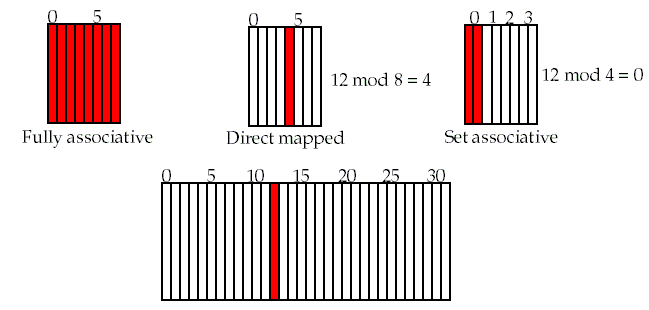 0 5
0 5
0 1 2 3
12 mod 8 = 4
12 mod 4 = 0
Fully associative
Direct mapped
Set associative
0 5 10 15 20 25 30